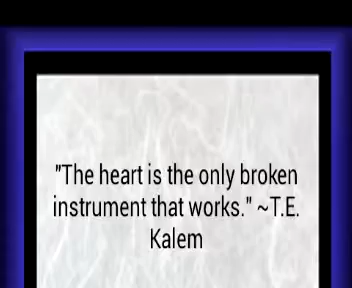 "The heart is the only broken
instrument that works." ~T.E.
Kalem